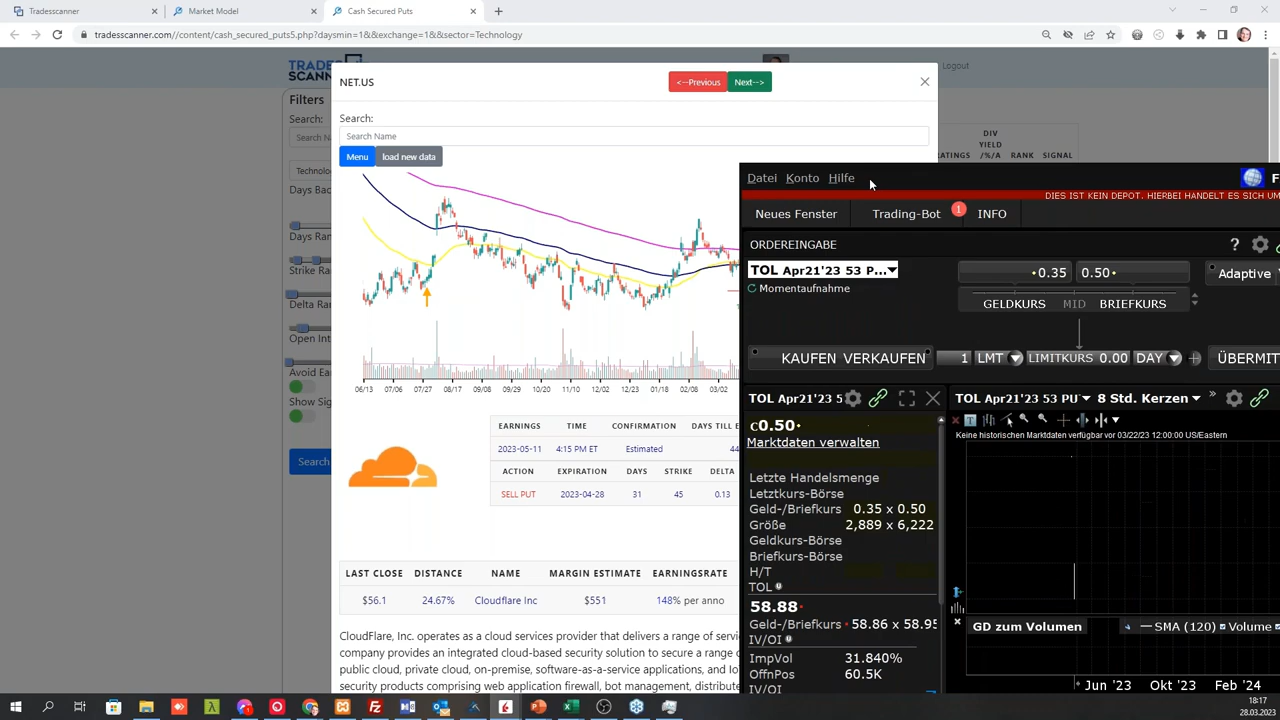 Tradesscanner
Market Model
Cash Secured Puts
tradesscanner.com//content/cash_secured_puts5.php?daysmin=1&&exchange=1&&sector=Technology
TRADES
SCANN
Logout
Filters
Search:
Search N
Technolo
Days Bac
Days Ran
Strike Ra
Delta Ran
Open Int
Avoid Ea
Show Sig
Search
DIV
YIELD
RATINGS /%/A RANK SIGNAL
NET.US
<--Previous
Next-->
Search:
Search Name
Menu
load new data
06/13 07/06 07/27 08/17 09/08 09/29 10/20 11/10 12/02 12/23 01/18 02/08 03/02
EARNINGS TIME CONFIRMATION DAYS TILL E
2023-05-11 4:15 PM ET Estimated 44
ACTION EXPIRATION DAYS STRIKE DELTA
SELL PUT 2023-04-28 31 45 0.13
LAST CLOSE DISTANCE NAME MARGIN ESTIMATE EARNINGSRATE
$56.1 24.67% Cloudflare Inc $551 148% per anno
CloudFlare, Inc. operates as a cloud services provider that delivers a range of servic
company provides an integrated cloud-based security solution to secure a range o
public cloud, private cloud, on-premise, software-as-a-service applications, and Io
security products comprising web application firewall, bot management, distribute
Datei Konto Hilfe
F
DIES IST KEIN DEPOT. HIERBEI HANDELT ES SICH UM
Neues Fenster
Trading-Bot
1
INFO
ORDEREINGABE
?
TOL Apr21'23 53 P...
0.35
0.50
Adaptive
Momentaufnahme
GELDKURS MID BRIEFKURS
KAUFEN VERKAUFEN
1 LMT
LIMITKURS 0.00 DAY
ÜBERMIT
TOL Apr21'23 5
TOL Apr21'23 53 PU
8 Std. Kerzen
C0.50
Marktdaten verwalten
Keine historischen Marktdaten verfügbar vor 03/22/23 12:00:00 US/Eastern
Letzte Handelsmenge
Letztkurs-Börse
Geld-/Briefkurs 0.35 x 0.50
Größe 2,889 x 6,222
Geldkurs-Börse
Briefkurs-Börse
H/T
TOL
58.88
Geld-/Briefkurs 58.86 x 58.95
IV/OI
ImpVol 31.840%
OffnPos 60.5K
IV/OI
GD zum Volumen
SMA (120)
Volume
Jun '23 Okt '23 Feb '24
18:17
28.03.2023